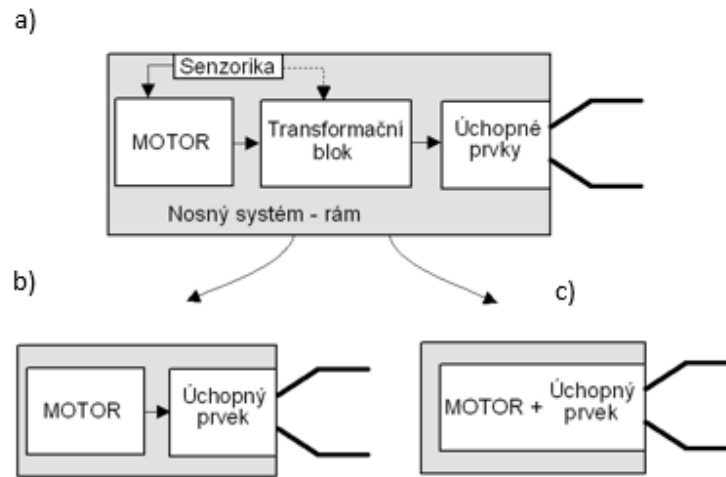 a)
Senzorika
MOTOR
Transformační
blok
Úchopné
prvky
Nosný systém - rám
b)
c)
MOTOR
Úchopný
prvek
MOTOR + Úchopný
prvek